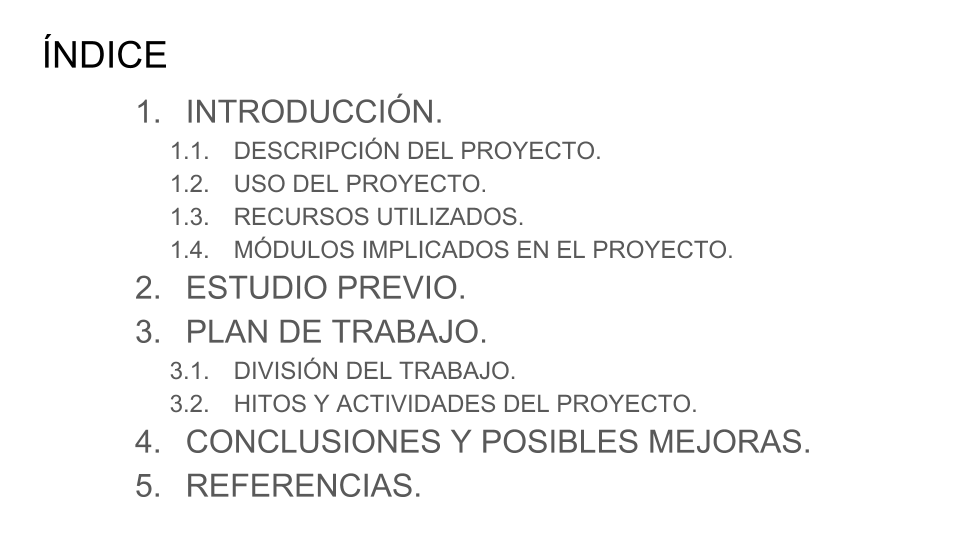 ÍNDICE
1. INTRODUCCIÓN.
1.1. DESCRIPCIÓN DEL PROYECTO.
1.2. USO DEL PROYECTO.
1.3. RECURSOS UTILIZADOS.
1.4. MÓDULOS IMPLICADOS EN EL PROYECTO.
2. ESTUDIO PREVIO.
3. PLAN DE TRABAJO.
3.1. DIVISIÓN DEL TRABAJO.
3.2. HITOS Y ACTIVIDADES DEL PROYECTO.
4. CONCLUSIONES Y POSIBLES MEJORAS.
5. REFERENCIAS.